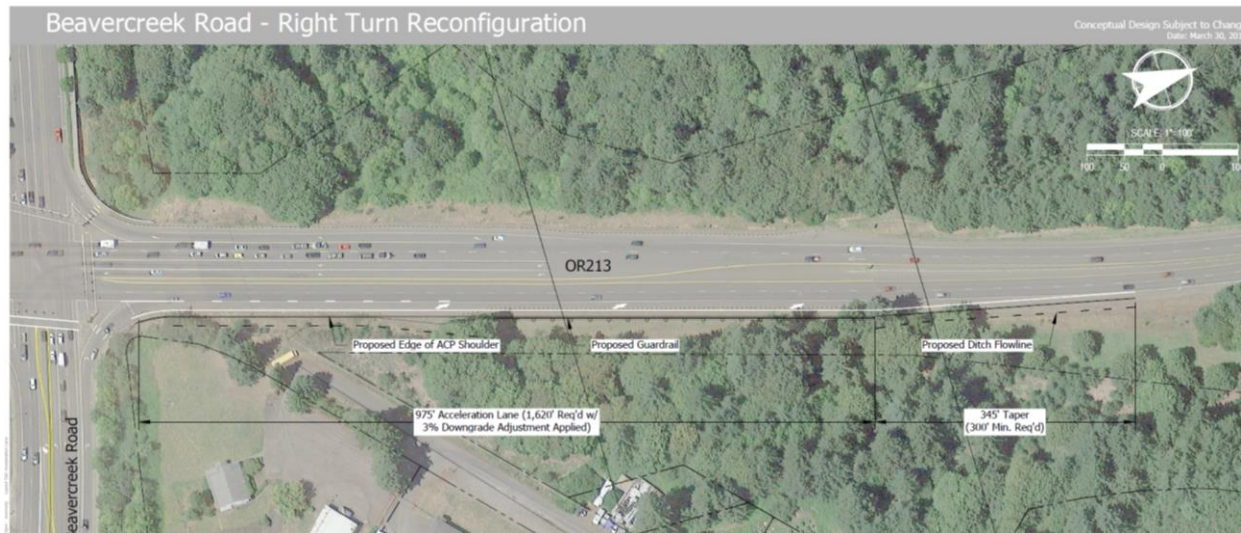 Beavercreek Road - Right Turn Reconfiguration
Conceptual Design Subject to Chang
Date: March 30, 201
SCALE: 1"= 100'
100 50 0 100
OR213
Proposed Edge of ACP Shoulder
Proposed Guardrail
Proposed Ditch Flowline
975' Acceleration Lane (1,620' Req'd w/
3% Downgrade Adjustment Applied)
345' Taper
(300' Min. Req'd)
Beavercreek Road